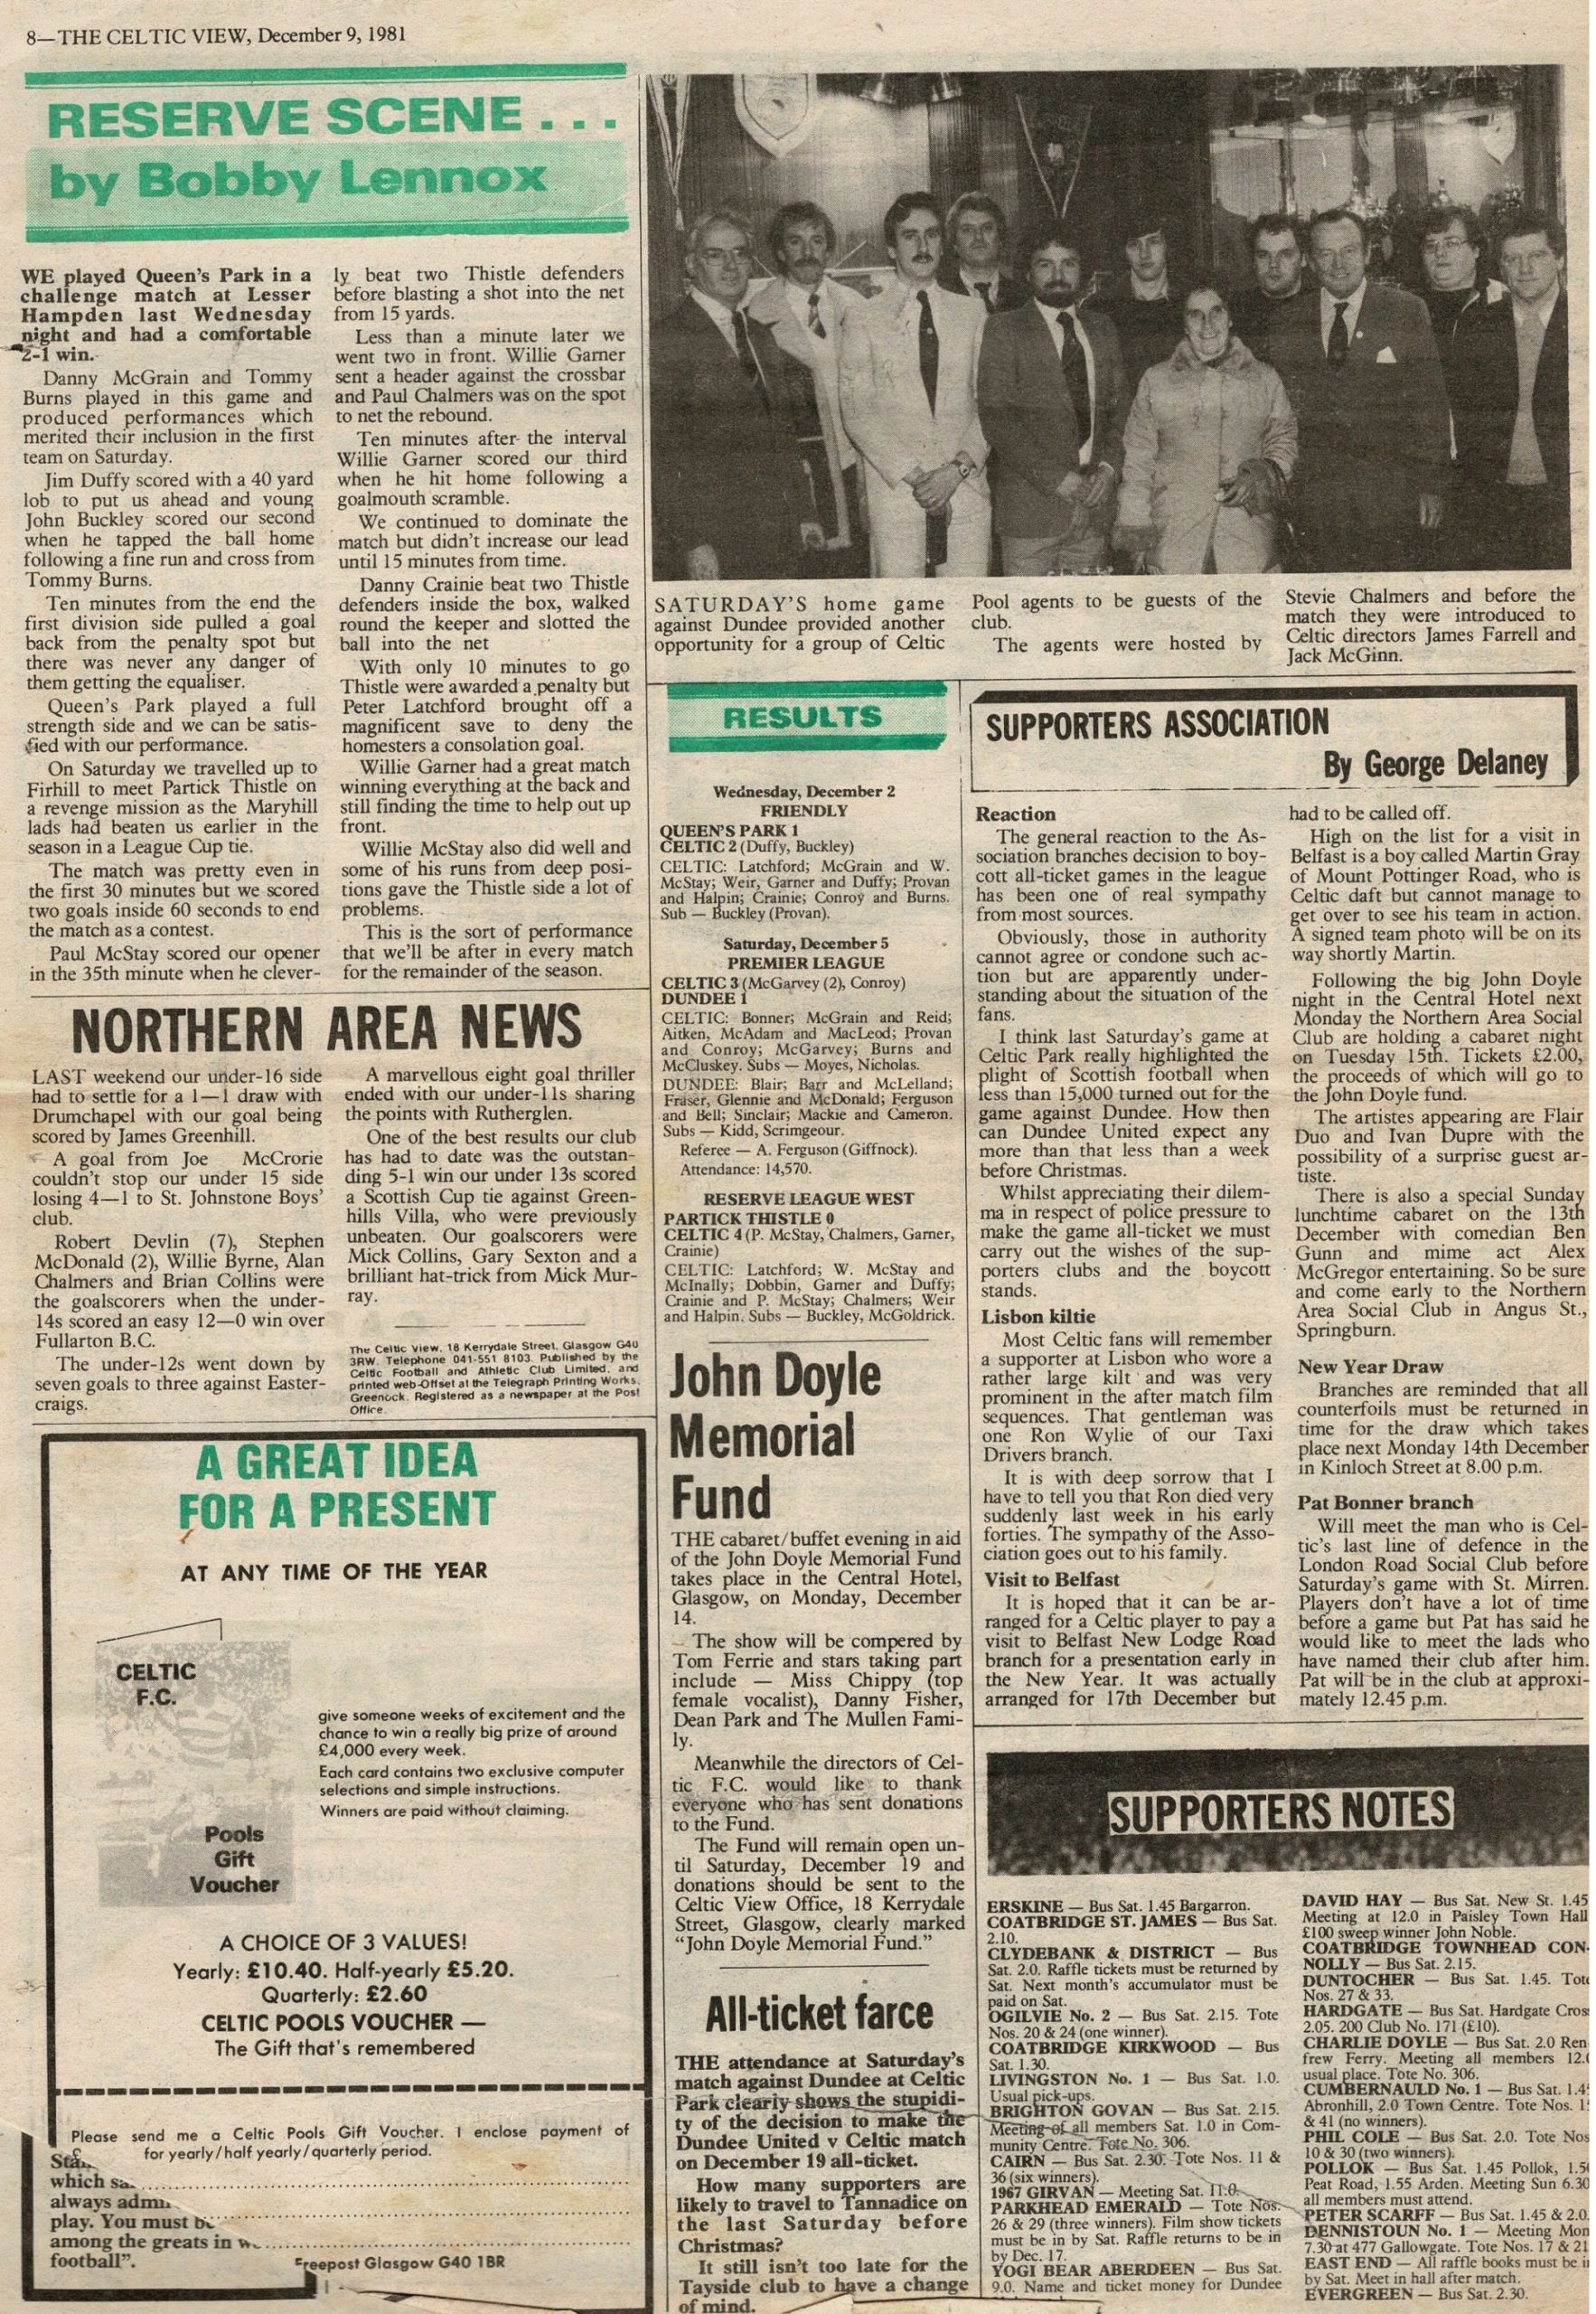 8—THE CELTIC VIEW, December 9, 1981
RESERVE SCENE . . .
by Bobby Lennox
WE played Queen's Park in a
challenge match at Lesser
Hampden last Wednesday
night and had a comfortable
2-1 win.
Danny McGrain and Tommy
Burns played in this game and
produced performances which
merited their inclusion in the first
team on Saturday.
Jim Duffy scored with a 40 yard
lob to put us ahead and young
John Buckley scored our second
when he tapped the ball home
following a fine run and cross from
Tommy Burns.
Ten minutes from the end the
first division side pulled a goal
back from the penalty spot but
there was never any danger of
them getting the equaliser.
Queen's Park played a full
strength side and we can be satis-
fied with our performance.
On Saturday we travelled up to
Firhill to meet Partick Thistle on
a revenge mission as the Maryhill
lads had beaten us earlier in the
season in a League Cup tie.
The match was pretty even in
the first 30 minutes but we scored
two goals inside 60 seconds to end
the match as a contest.
Paul McStay scored our opener
in the 35th minute when he clever-
ly beat two Thistle defenders
before blasting a shot into the net
from 15 yards.
Less than a minute later we
went two in front. Willie Garner
sent a header against the crossbar
and Paul Chalmers was on the spot
to net the rebound.
Ten minutes after the interval
Willie Garner scored our third
when he hit home following a
goalmouth scramble.
We continued to dominate the
match but didn't increase our lead
until 15 minutes from time.
Danny Crainie beat two Thistle
defenders inside the box, walked
round the keeper and slotted the
ball into the net
With only 10 minutes to go
Thistle were awarded a penalty but
Peter Latchford brought off a
magnificent save to deny the
homesters a consolation goal.
Willie Garner had a great match
winning everything at the back and
still finding the time to help out up
front.
Willie McStay also did well and
some of his runs from deep posi-
tions gave the Thistle side a lot of
problems.
This is the sort of performance
that we'll be after in every match
for the remainder of the season.
SATURDAY'S home game
against Dundee provided another
opportunity for a group of Celtic
Pool agents to be guests of the
club.
The agents were hosted by
Stevie Chalmers and before the
match they were introduced to
Celtic directors James Farrell and
Jack McGinn.
NORTHERN AREA NEWS
LAST weekend our under-16 side
had to settle for a 1—1 draw with
Drumchapel with our goal being
scored by James Greenhill.
A goal from Joe McCrorie
couldn't stop our under 15 side
losing 4—1 to St. Johnstone Boys'
club.
Robert Devlin (7), Stephen
McDonald (2), Willie Byrne, Alan
Chalmers and Brian Collins were
the goalscorers when the under-
14s scored an easy 12—0 win over
Fullarton B.C.
The under-12s went down by
seven goals to three against Easter-
craigs.
A marvellous eight goal thriller
ended with our under-11s sharing
the points with Rutherglen.
One of the best results our club
has had to date was the outstan-
ding 5-1 win our under 13s scored
a Scottish Cup tie against Green-
hills Villa, who were previously
unbeaten. Our goalscorers were
Mick Collins, Gary Sexton and a
brilliant hat-trick from Mick Mur-
ray.
The Celtic View, 18 Kerrydale Street, Glasgow G40
3RW. Telephone 041-551 8103. Published by the
Celtic Football and Athletic Club Limited, and
printed web-Offset at the Telegraph Printing Works,
Greenock. Registered as a newspaper at the Post
Office.
A GREAT IDEA
FOR A PRESENT
AT ANY TIME OF THE YEAR
CELTIC
F.C.
Pools
Gift
Voucher
give someone weeks of excitement and the
chance to win a really big prize of around
£4,000 every week.
Each card contains two exclusive computer
selections and simple instructions.
Winners are paid without claiming.
A CHOICE OF 3 VALUES!
Yearly: £10.40. Half-yearly £5.20.
Quarterly: £2.60
CELTIC POOLS VOUCHER —
The Gift that's remembered
Please send me a Celtic Pools Gift Voucher. I enclose payment of
£ for yearly/half yearly/quarterly period.
which
always
play. You must
among the greats in
football".
Freepost Glasgow G40 1BR
RESULTS
Wednesday, December 2
FRIENDLY
QUEEN'S PARK 1
CELTIC 2 (Duffy, Buckley)
CELTIC: Latchford; McGrain and W.
McStay; Weir, Garner and Duffy; Provan
and Halpin; Crainie; Conroy and Burns.
Sub — Buckley (Provan).
Saturday, December 5
PREMIER LEAGUE
CELTIC 3 (McGarvey (2), Conroy)
DUNDEE 1
CELTIC: Bonner; McGrain and Reid;
Aitken, McAdam and MacLeod; Provan
and Conroy; McGarvey; Burns and
McCluskey. Subs — Moyes, Nicholas.
DUNDEE: Blair; Barr and McLelland;
Fraser, Glennie and McDonald; Ferguson
and Bell; Sinclair; Mackie and Cameron.
Subs — Kidd, Scrimgeour.
Referee — A. Ferguson (Giffnock).
Attendance: 14,570.
RESERVE LEAGUE WEST
PARTICK THISTLE 0
CELTIC 4 (P. McStay, Chalmers, Garner,
Crainie)
CELTIC: Latchford; W. McStay and
McInally; Dobbin, Garner and Duffy;
Crainie and P. McStay; Chalmers; Weir
and Halpin. Subs — Buckley, McGoldrick.
John Doyle
Memorial
Fund
THE cabaret/buffet evening in aid
of the John Doyle Memorial Fund
takes place in the Central Hotel,
Glasgow, on Monday, December
14.
The show will be compered by
Tom Ferrie and stars taking part
include — Miss Chippy (top
female vocalist), Danny Fisher,
Dean Park and The Mullen Fami-
ly.
Meanwhile the directors of Cel-
tic F.C. would like to thank
everyone who has sent donations
to the Fund.
The Fund will remain open un-
til Saturday, December 19 and
donations should be sent to the
Celtic View Office, 18 Kerrydale
Street, Glasgow, clearly marked
“John Doyle Memorial Fund.”
All-ticket farce
THE attendance at Saturday's
match against Dundee at Celtic
Park clearly shows the stupidi-
ty of the decision to make the
Dundee United v Celtic match
on December 19 all-ticket.
How many supporters are
likely to travel to Tannadice on
the last Saturday before
Christmas?
It still isn't too late for the
Tayside club to have a change
of mind.
SUPPORTERS ASSOCIATION
By George Delaney
Reaction
The general reaction to the As-
sociation branches decision to boy-
cott all-ticket games in the league
has been one of real sympathy
from most sources.
Obviously, those in authority
cannot agree or condone such ac-
tion but are apparently under-
standing about the situation of the
fans.
I think last Saturday's game at
Celtic Park really highlighted the
plight of Scottish football when
less than 15,000 turned out for the
game against Dundee. How then
can Dundee United expect any
more than that less than a week
before Christmas.
Whilst appreciating their dilem-
ma in respect of police pressure to
make the game all-ticket we must
carry out the wishes of the sup-
porters clubs and the boycott
stands.
Lisbon kiltie
Most Celtic fans will remember
a supporter at Lisbon who wore a
rather large kilt and was very
prominent in the after match film
sequences. That gentleman was
one Ron Wylie of our Taxi
Drivers branch.
It is with deep sorrow that I
have to tell you that Ron died very
suddenly last week in his early
forties. The sympathy of the Asso-
ciation goes out to his family.
Visit to Belfast
It is hoped that it can be ar-
ranged for a Celtic player to pay a
visit to Belfast New Lodge Road
branch for a presentation early in
the New Year. It was actually
arranged for 17th December but
had to be called off.
High on the list for a visit in
Belfast is a boy called Martin Gray
of Mount Pottinger Road, who is
Celtic daft but cannot manage to
get over to see his team in action.
A signed team photo will be on its
way shortly Martin.
Following the big John Doyle
night in the Central Hotel next
Monday the Northern Area Social
Club are holding a cabaret night
on Tuesday 15th. Tickets £2.00,
the proceeds of which will go to
the John Doyle fund.
The artistes appearing are Flair
Duo and Ivan Dupre with the
possibility of a surprise guest ar-
tiste.
There is also a special Sunday
lunchtime cabaret on the 13th
December with comedian Ben
Gunn and mime act Alex
McGregor entertaining. So be sure
and come early to the Northern
Area Social Club in Angus St.,
Springburn.
New Year Draw
Branches are reminded that all
counterfoils must be returned in
time for the draw which takes
place next Monday 14th December
in Kinloch Street at 8.00 p.m.
Pat Bonner branch
Will meet the man who is Cel-
tic's last line of defence in the
London Road Social Club before
Saturday's game with St. Mirren.
Players don't have a lot of time
before a game but Pat has said he
would like to meet the lads who
have named their club after him.
Pat will be in the club at approxi-
mately 12.45 p.m.
SUPPORTERS NOTES
ERSKINE — Bus Sat. 1.45 Bargarron.
COATBRIDGE ST. JAMES — Bus Sat.
2.10.
CLYDEBANK & DISTRICT — Bus
Sat. 2.0. Raffle tickets must be returned by
Sat. Next month's accumulator must be
paid on Sat.
OGILVIE No. 2 — Bus Sat. 2.15. Tote
Nos. 20 & 24 (one winner).
COATBRIDGE KIRKWOOD — Bus
Sat. 1.30.
LIVINGSTON No. 1 — Bus Sat. 1.0.
Usual pick-ups.
BRIGHTON GOVAN — Bus Sat. 2.15.
Meeting of all members Sat. 1.0 in Com-
munity Centre. Tote No. 306.
CAIRN — Bus Sat. 2.30. Tote Nos. 11 &
36 (six winners).
1967 GIRVAN — Meeting Sat. 11.0.
PARKHEAD EMERALD — Tote Nos.
26 & 29 (three winners). Film show tickets
must be in by Sat. Raffle returns to be in
by Dec. 17.
YOGI BEAR ABERDEEN — Bus Sat.
9.0. Name and ticket money for Dundee
DAVID HAY — Bus Sat. New St. 1.45
Meeting at 12.0 in Paisley Town Hall
£100 sweep winner John Noble.
COATBRIDGE TOWNHEAD CON-
NOLLY — Bus Sat. 2.15.
DUNTOCHER — Bus Sat. 1.45. Tote
Nos. 27 & 33.
HARDGATE — Bus Sat. Hardgate Cross
2.05. 200 Club No. 171 (£10).
CHARLIE DOYLE — Bus Sat. 2.0 Ren
frew Ferry. Meeting all members
usual place. Tote No. 306.
CUMBERNAULD No. 1 — Bus Sat.
Abronhill, 2.0 Town Centre. Tote Nos.
& 41 (no winners).
PHIL COLE — Bus Sat. 2.0. Tote Nos
10 & 30 (two winners).
POLLOK — Bus Sat. 1.45 Pollok,
Peat Road, 1.55 Arden. Meeting Sun 6.30
all members must attend.
PETER SCARFF — Bus Sat. 1.45 & 2.0.
DENNISTOUN No. 1 — Meeting Mon
7.30 at 477 Gallowgate. Tote Nos. 17 & 21
EAST END — All raffle books must be
by Sat. Meet in hall after match.
EVERGREEN — Bus Sat. 2.30.